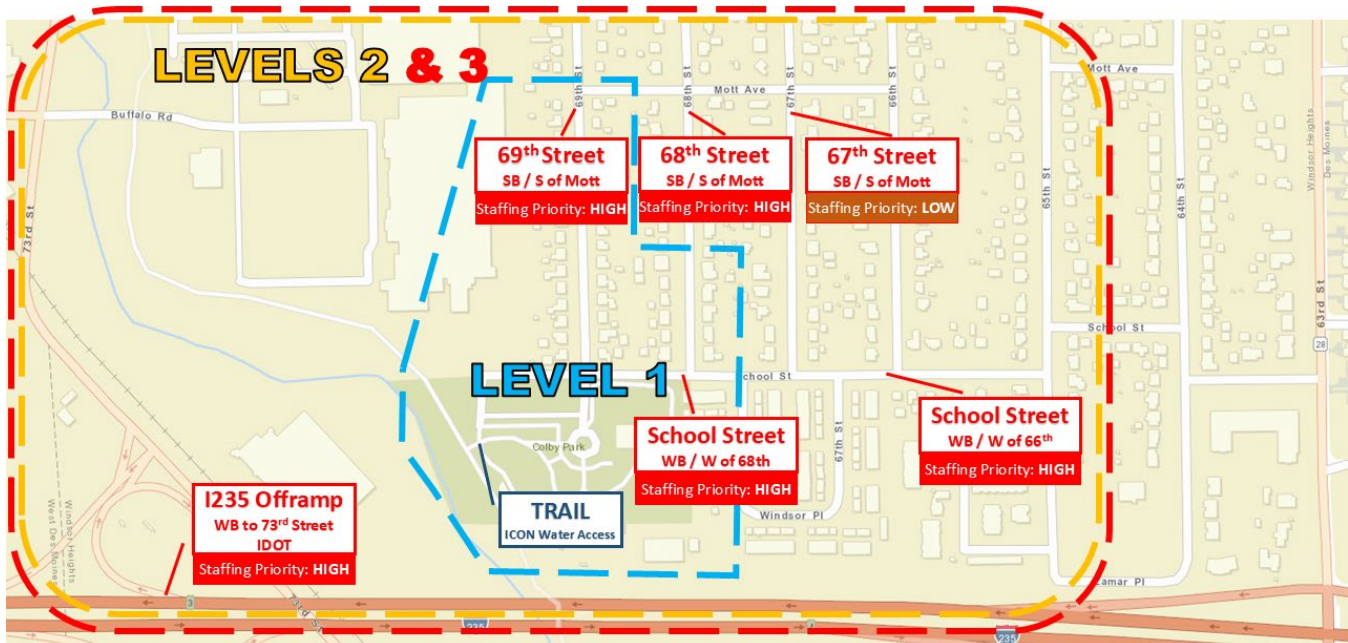 LEVELS 2 & 3
Mott Ave
Mott Ave
Buffalo Rd
69th St
68th St
67th St
66th St
65th St
64th St
63rd St
Windsor Heights
Des Moines
73rd St
69th Street
SB / S of Mott
Staffing Priority: HIGH
68th Street
SB / S of Mott
Staffing Priority: HIGH
67th Street
SB / S of Mott
Staffing Priority: LOW
School St
28
LEVEL 1
School St
Colby Park
School Street
WB / W of 68th
Staffing Priority: HIGH
67th St
School Street
WB / W of 66th
Staffing Priority: HIGH
TRAIL
ICON Water Access
Windsor Pl
I235 Offramp
WB to 73rd Street
IDOT
Staffing Priority: HIGH
Windsor Heights
West Des Moines
Lamar Pl
3
73rd St
235
4
235